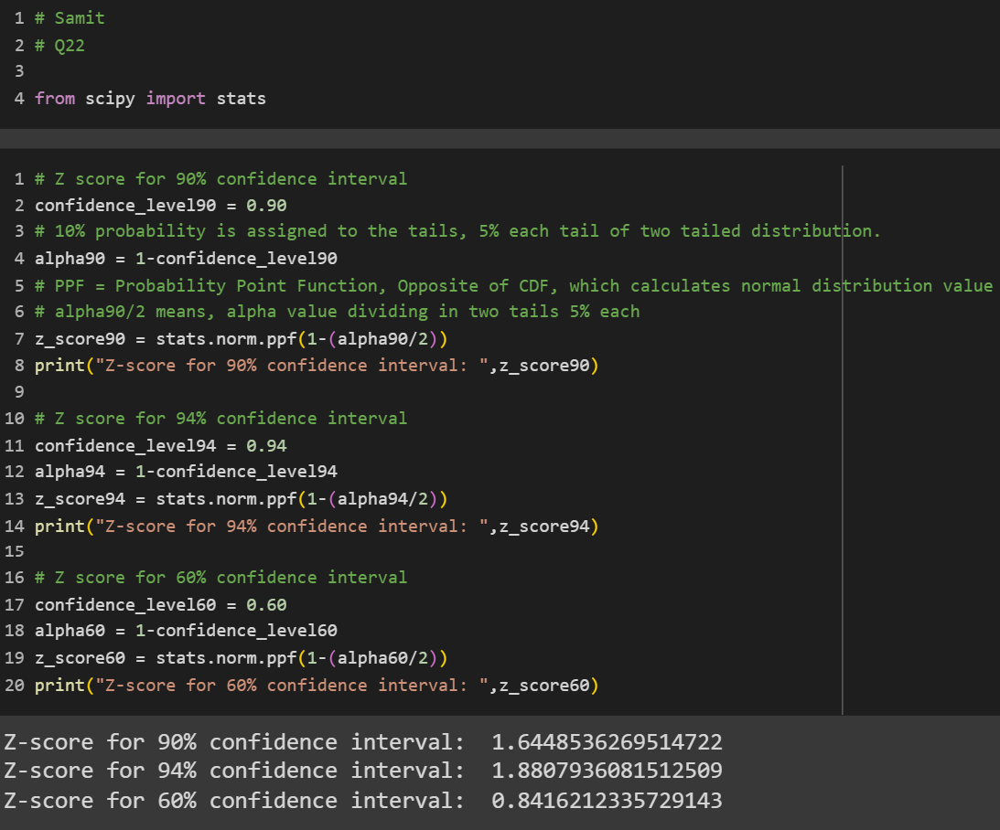 1 # Samit
2 # Q22
3
4 from scipy import stats
1 # Z score for 90% confidence interval
2 confidence_level90 = 0.90
3 # 10% probability is assigned to the tails, 5% each tail of two tailed distribution.
4 alpha90 = 1-confidence_level90
5 # PPF = Probability Point Function, Opposite of CDF, which calculates normal distribution value
6 # alpha90/2 means, alpha value dividing in two tails 5% each
7 z_score90 = stats.norm.ppf(1-(alpha90/2))
8 print("Z-score for 90% confidence interval: ",z_score90)
9
10 # Z score for 94% confidence interval
11 confidence_level94 = 0.94
12 alpha94 = 1-confidence_level94
13 z_score94 = stats.norm.ppf(1-(alpha94/2))
14 print("Z-score for 94% confidence interval: ",z_score94)
15
16 # Z score for 60% confidence interval
17 confidence_level60 = 0.60
18 alpha60 = 1-confidence_level60
19 z_score60 = stats.norm.ppf(1-(alpha60/2))
20 print("Z-score for 60% confidence interval: ",z_score60)
Z-score for 90% confidence interval:  1.6448536269514722
Z-score for 94% confidence interval:  1.8807936081512509
Z-score for 60% confidence interval:  0.8416212335729143